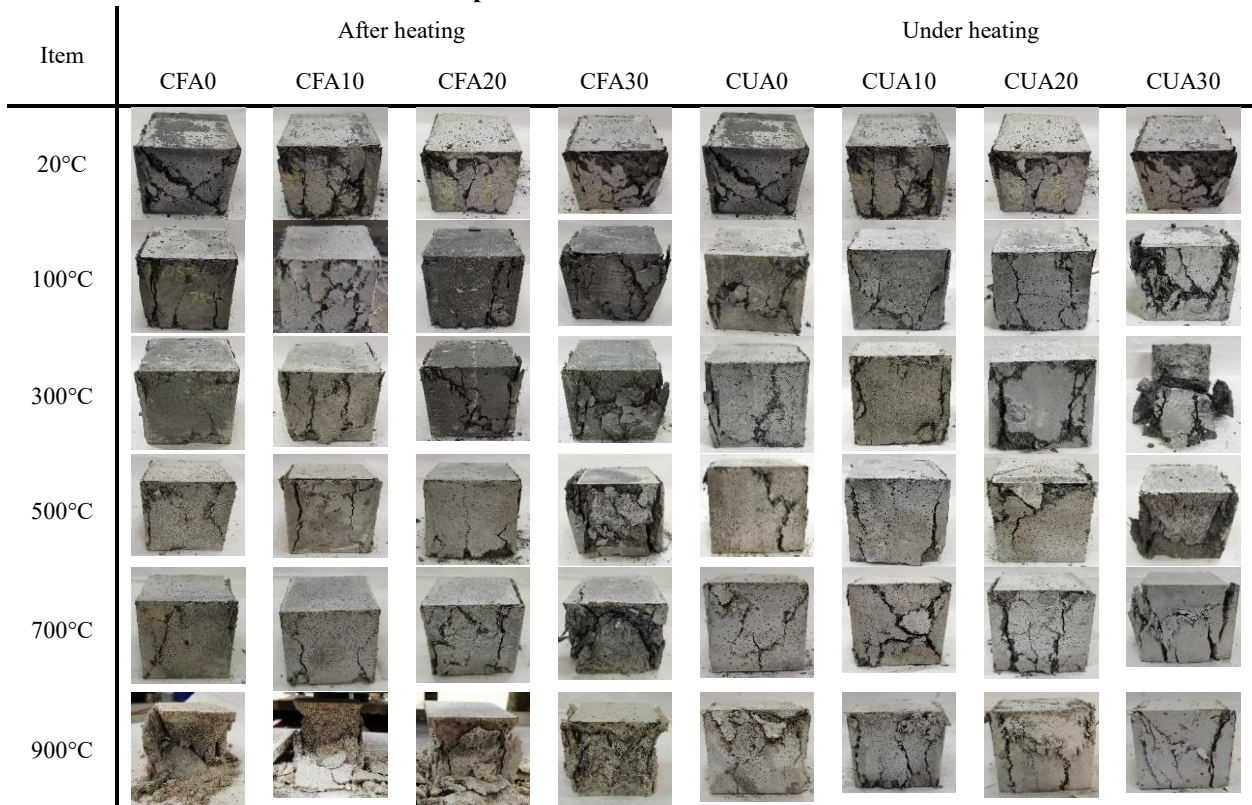 Item
After heating
Under heating
CFA0 CFA10 CFA20 CFA30 CUA0 CUA10 CUA20 CUA30
20°C
100°C
300°C
500°C
700°C
900°C